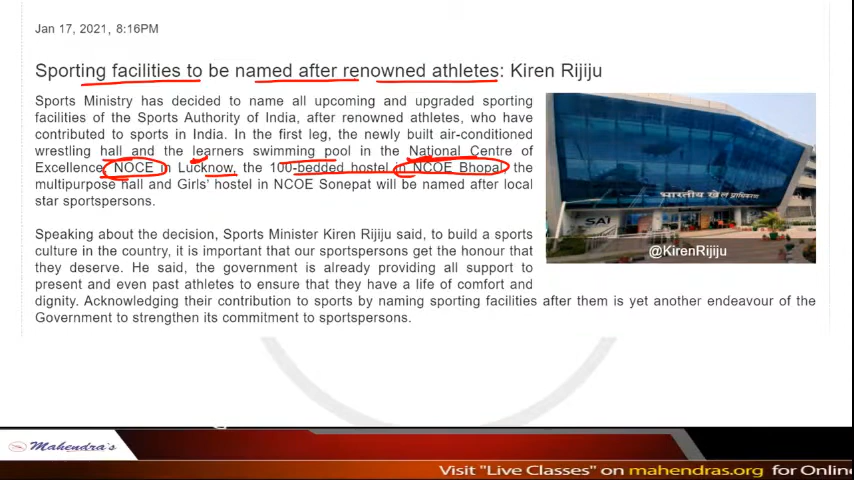 Jan 17, 2021, 8:16PM
Sporting facilities to be named after renowned athletes: Kiren Rijiju
Sports Ministry has decided to name all upcoming and upgraded sporting
facilities of the Sports Authority of India, after renowned athletes, who have
contributed to sports in India. In the first leg, the newly built air-conditioned
wrestling hall and the learners swimming pool in the National Centre of
Excellence, NOCE in Lucknow, the 100-bedded hostel in NCOE Bhopal, the
multipurpose hall and Girls' hostel in NCOE Sonepat will be named after local
star sportspersons.
भारतीय खेल प्राधिकरण
SAI
@KirenRijiju
Speaking about the decision, Sports Minister Kiren Rijiju said, to build a sports
culture in the country, it is important that our sportspersons get the honour that
they deserve. He said, the government is already providing all support to
present and even past athletes to ensure that they have a life of comfort and
dignity. Acknowledging their contribution to sports by naming sporting facilities after them is yet another endeavour of the
Government to strengthen its commitment to sportspersons.
Mahendra's
Visit "Live Classes" on mahendras.org for Online